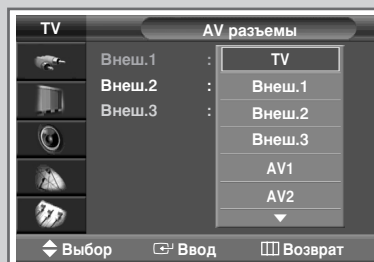 TV AV разъемы
Внеш.1 : TV
Внеш.2 : Внеш.1
Внеш.3 : Внеш.2
Внеш.3
AV1
AV2
Выбор Ввод Возврат